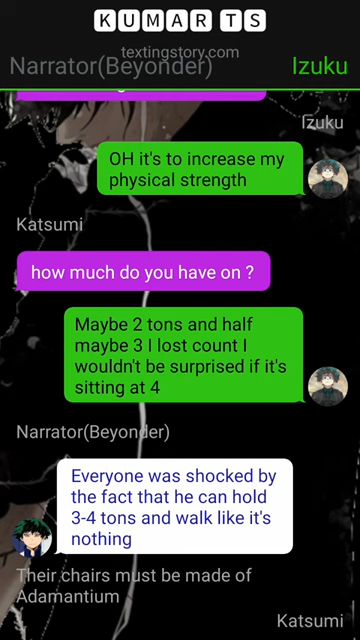 KUMAR TS
textingstory.com
Narrator(Beyonder) Izuku
Izuku
OH it's to increase my
physical strength
Katsumi
how much do you have on ?
Maybe 2 tons and half
maybe 3 I lost count I
wouldn't be surprised if it's
sitting at 4
Narrator(Beyonder)
Everyone was shocked by
the fact that he can hold
3-4 tons and walk like it's
nothing
Their chairs must be made of
Adamantium
Katsumi